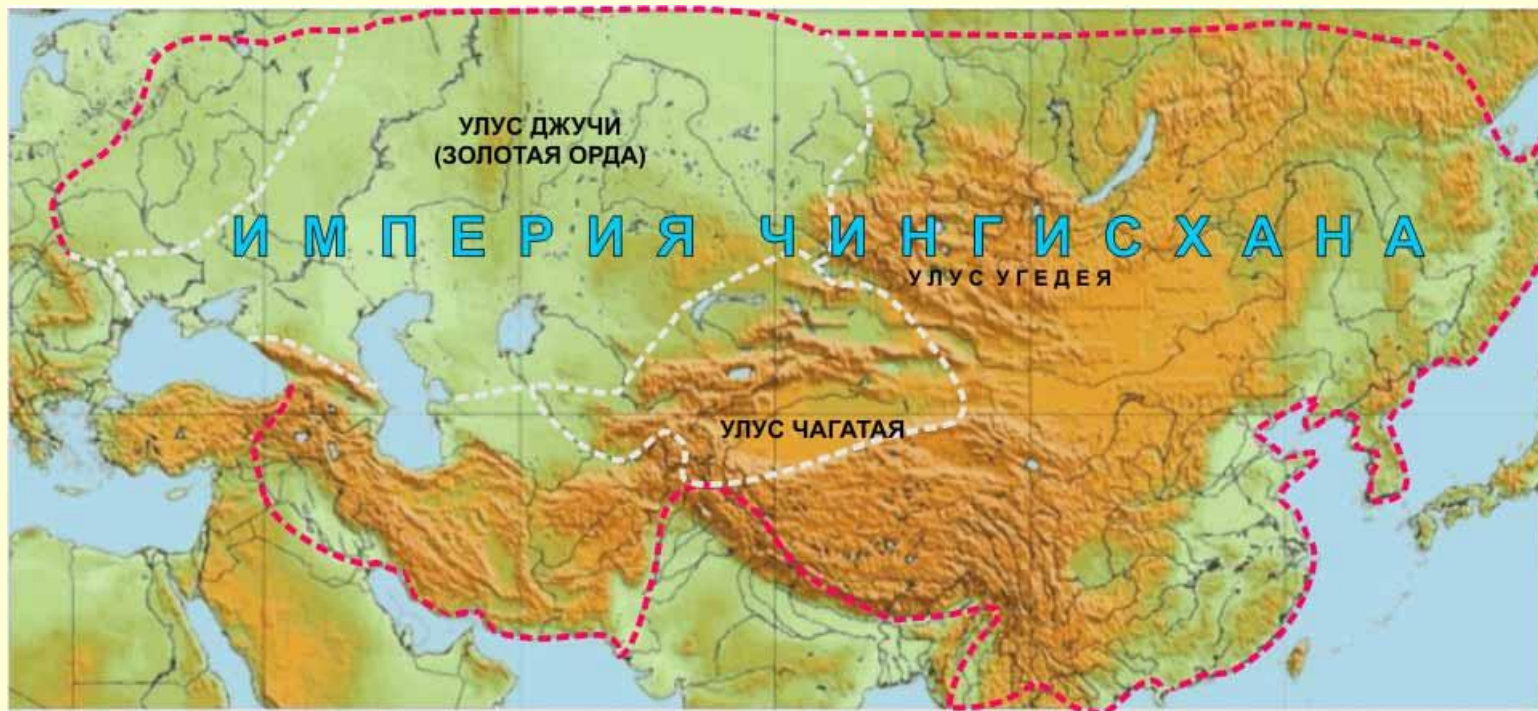 УЛУС ДЖУЧИ
(ЗОЛОТАЯ ОРДА)
ИМПЕРИЯ ЧИНГИСХАНА
УЛУС УГЕДЕЯ
УЛУС ЧАГАТАЯ